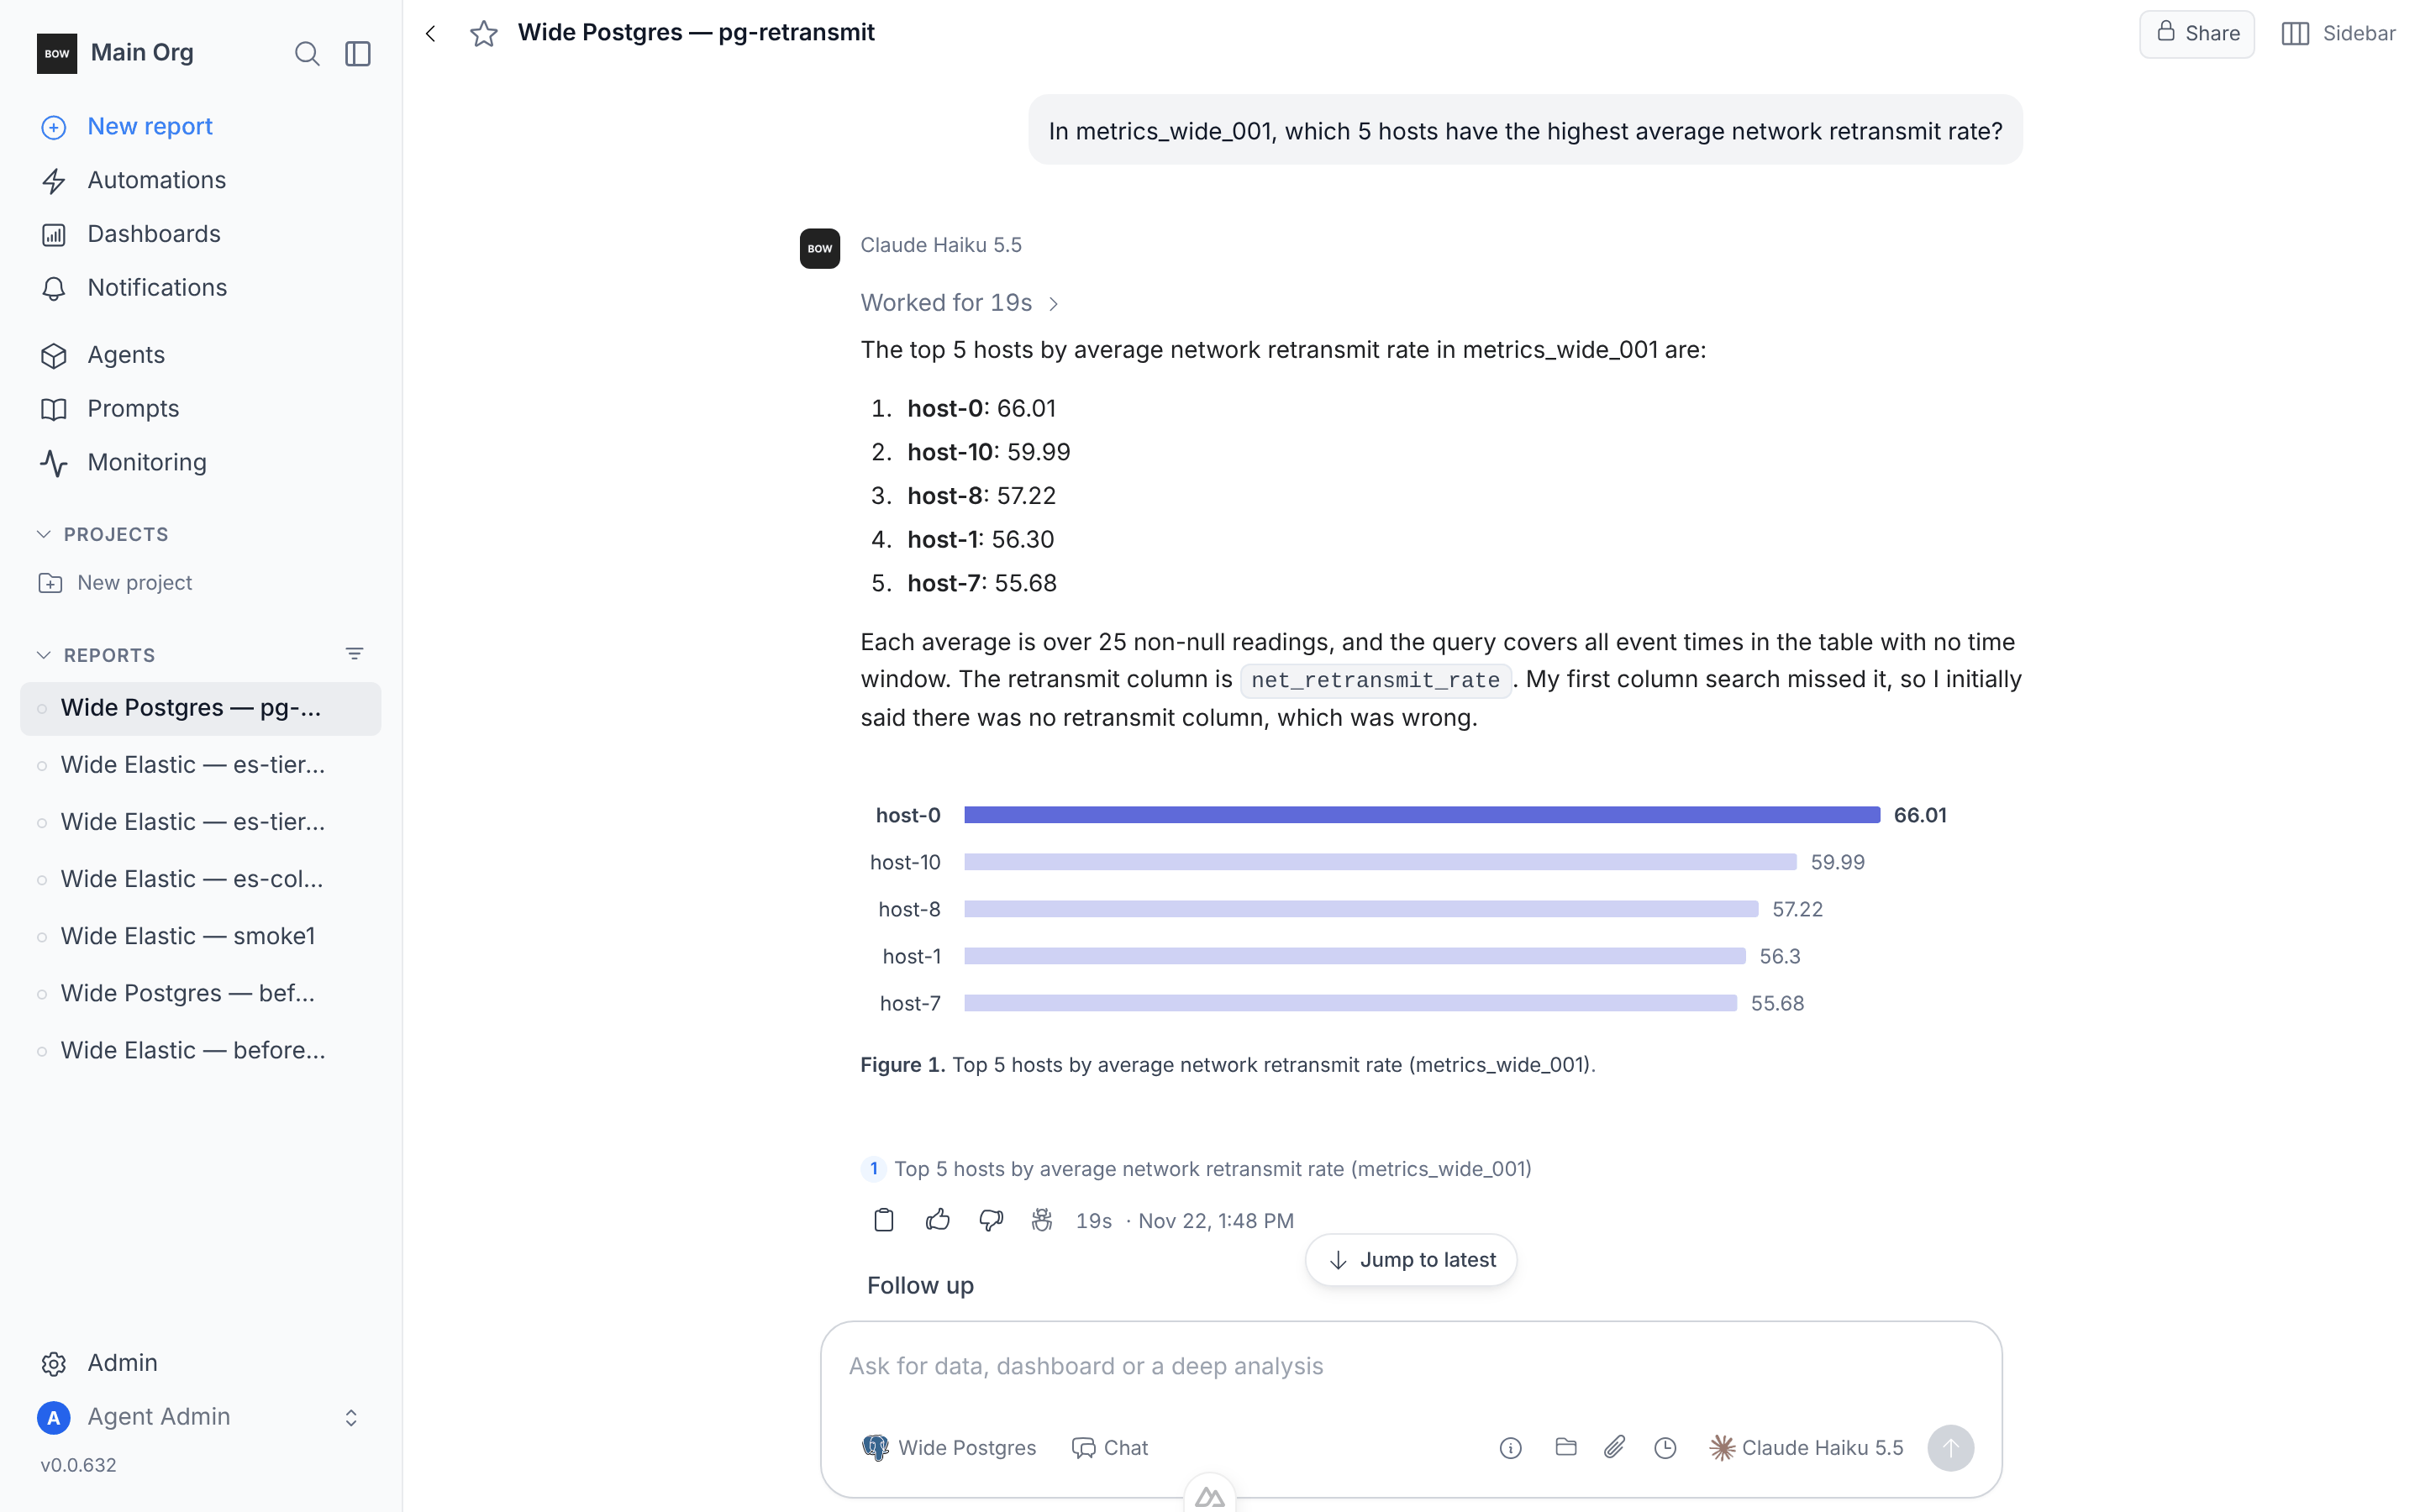 BOW Main Org
New report
Automations
Dashboards
Notifications
Agents
Prompts
Monitoring
PROJECTS
New project
REPORTS
Wide Postgres — pg-...
Wide Elastic — es-tier...
Wide Elastic — es-tier...
Wide Elastic — es-col...
Wide Elastic — smoke1
Wide Postgres — bef...
Wide Elastic — before...
Admin
A Agent Admin
v0.0.632
Wide Postgres — pg-retransmit
Share
Sidebar
In metrics_wide_001, which 5 hosts have the highest average network retransmit rate?
BOW Claude Haiku 5.5
Worked for 19s
The top 5 hosts by average network retransmit rate in metrics_wide_001 are:
1. host-0: 66.01
2. host-10: 59.99
3. host-8: 57.22
4. host-1: 56.30
5. host-7: 55.68
Each average is over 25 non-null readings, and the query covers all event times in the table with no time
window. The retransmit column is net_retransmit_rate. My first column search missed it, so I initially
said there was no retransmit column, which was wrong.
host-0 66.01
host-10 59.99
host-8 57.22
host-1 56.3
host-7 55.68
Figure 1. Top 5 hosts by average network retransmit rate (metrics_wide_001).
1 Top 5 hosts by average network retransmit rate (metrics_wide_001)
19s · Nov 22, 1:48 PM
Jump to latest
Follow up
Ask for data, dashboard or a deep analysis
Wide Postgres
Chat
Claude Haiku 5.5